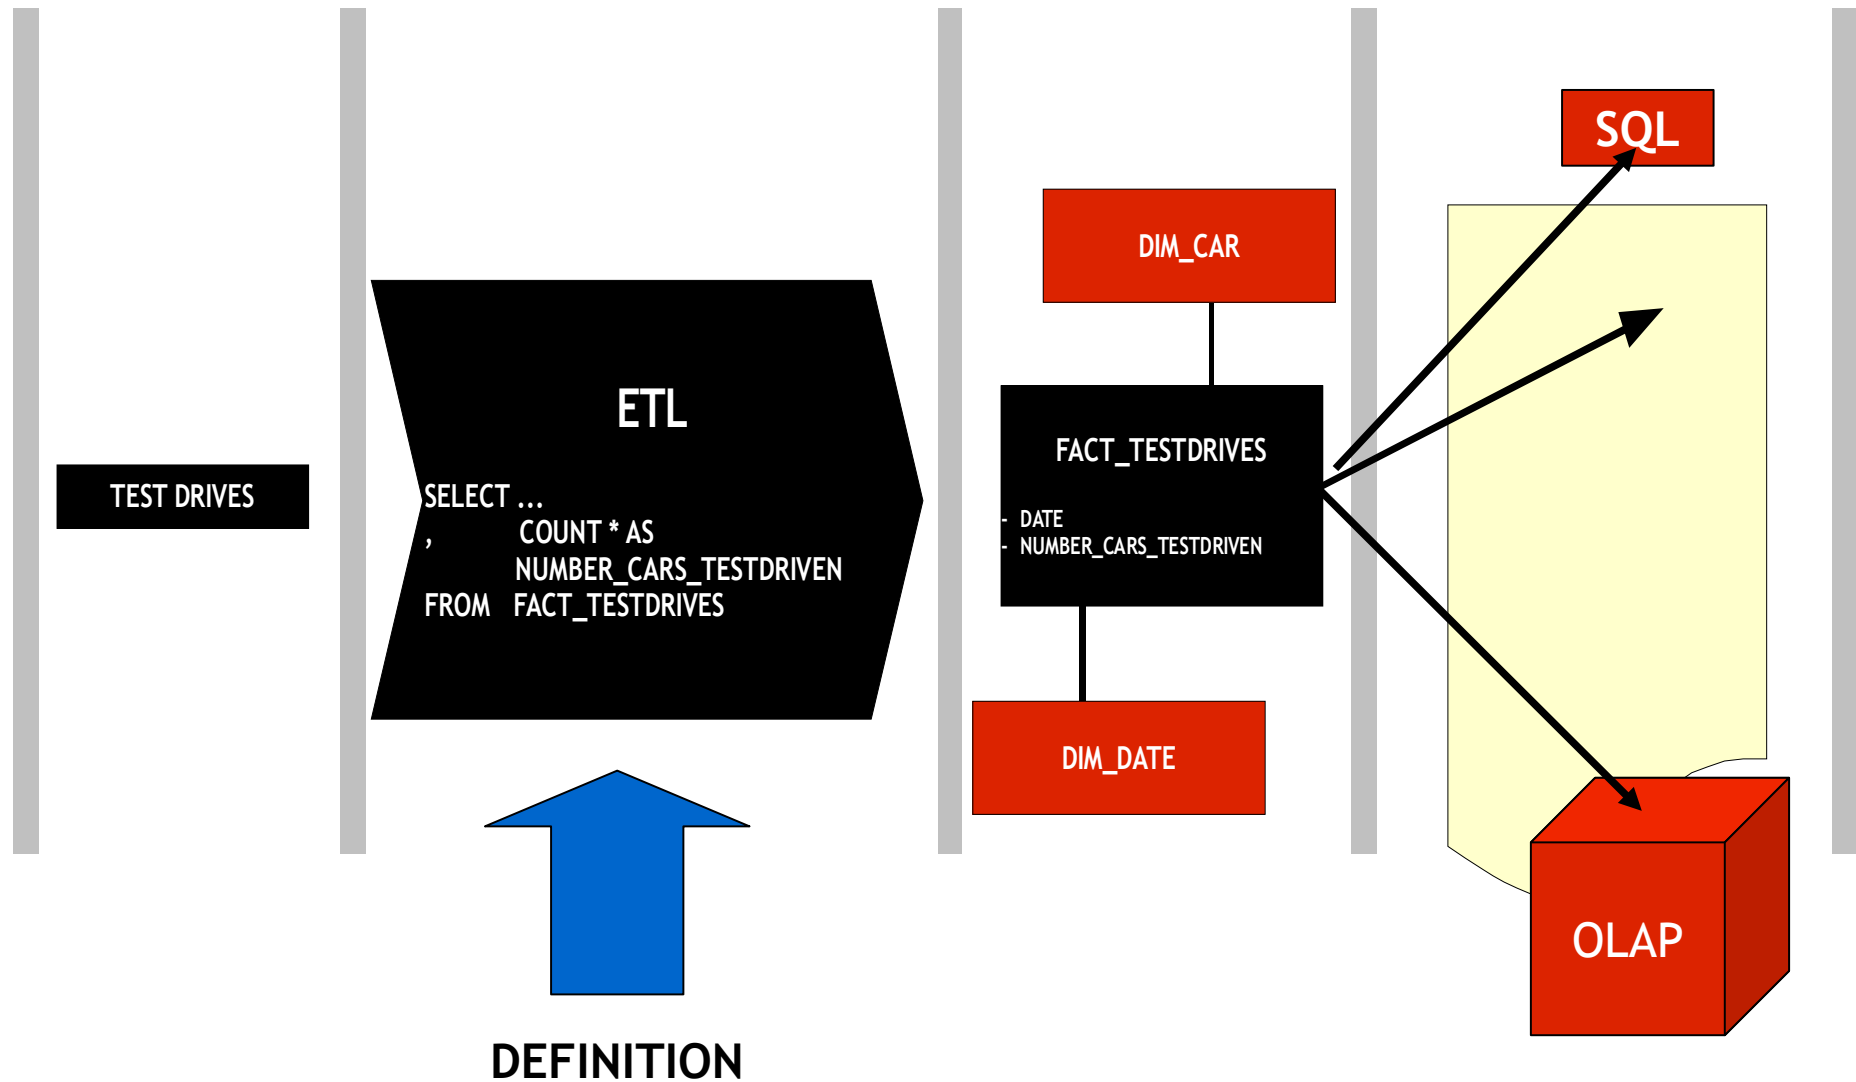 TEST DRIVES
ETL
SELECT ...
, COUNT * AS
NUMBER_CARS_TESTDRIVEN
FROM FACT_TESTDRIVES
DEFINITION
DIM_CAR
FACT_TESTDRIVES
- DATE
- NUMBER_CARS_TESTDRIVEN
DIM_DATE
SQL
OLAP